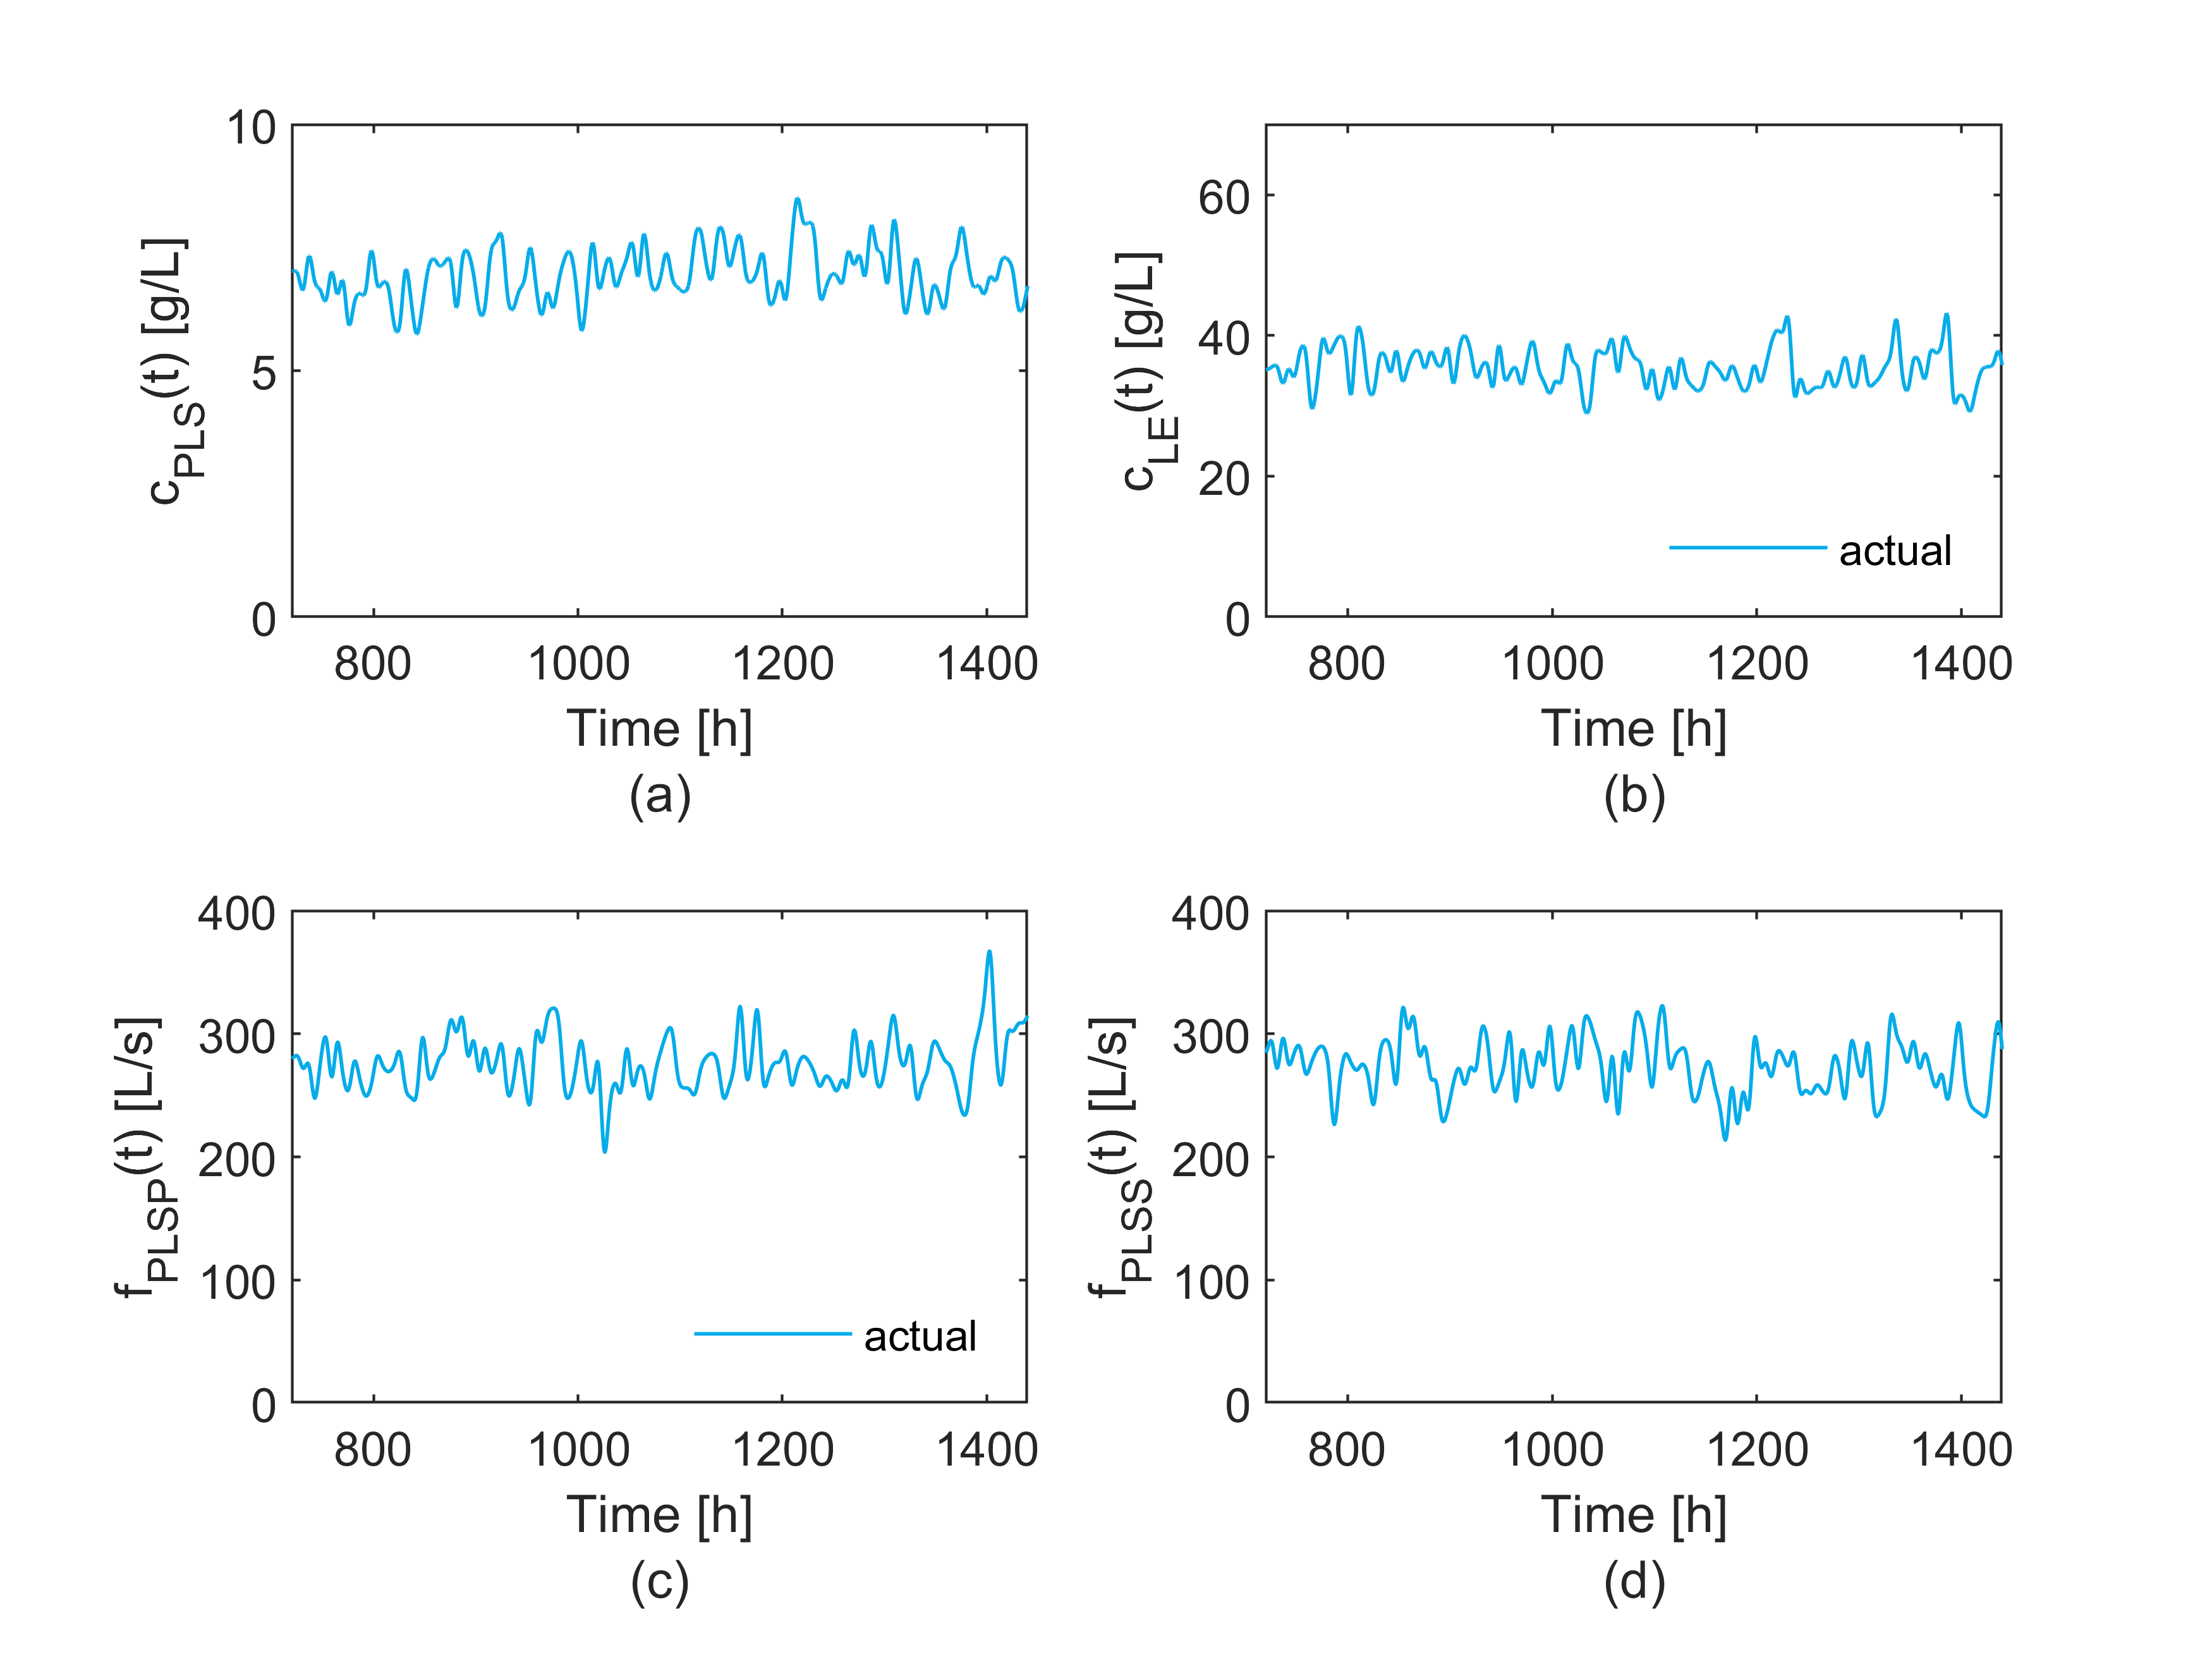 10
5
0
c_PLS(t) [g/L]
800 1000 1200 1400
Time [h]
(a)
60
40
20
0
c_LE(t) [g/L]
actual
800 1000 1200 1400
Time [h]
(b)
400
300
200
100
0
f_PLSP(t) [L/s]
actual
800 1000 1200 1400
Time [h]
(c)
400
300
200
100
0
f_PLSS(t) [L/s]
800 1000 1200 1400
Time [h]
(d)